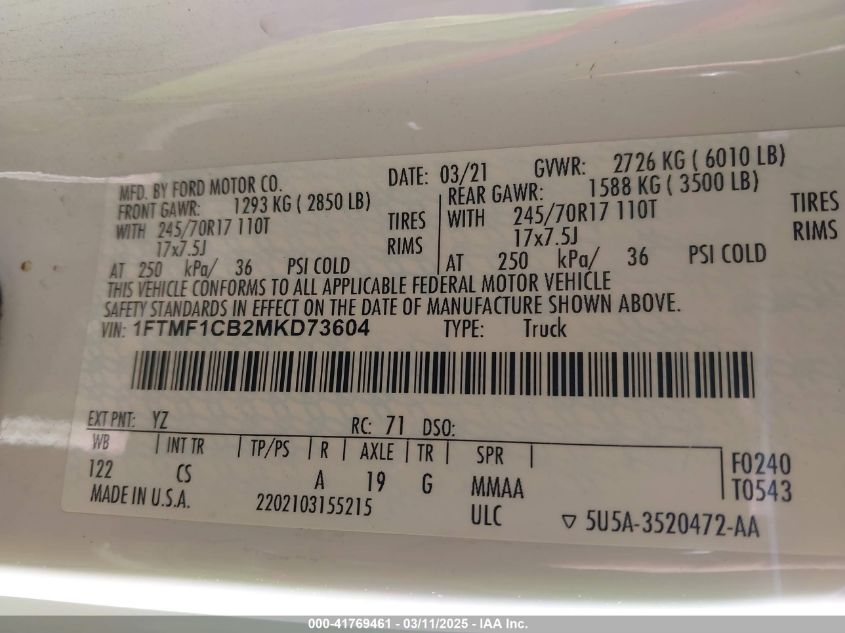 MFD. BY FORD MOTOR CO. DATE: 03/21 GVWR: 2726 KG ( 6010 LB)
FRONT GAWR: 1293 KG ( 2850 LB) REAR GAWR: 1588 KG ( 3500 LB)
WITH 245/70R17 110T TIRES WITH 245/70R17 110T TIRES
17x7.5J RIMS 17x7.5J RIMS
AT 250 kPa/ 36 PSI COLD AT 250 kPa/ 36 PSI COLD
THIS VEHICLE CONFORMS TO ALL APPLICABLE FEDERAL MOTOR VEHICLE
SAFETY STANDARDS IN EFFECT ON THE DATE OF MANUFACTURE SHOWN ABOVE.
VIN: 1FTMF1CB2MKD73604 TYPE: Truck
EXT PNT: YZ RC: 71 DSO:
WB INT TR TP/PS R AXLE TR SPR
122 CS A 19 G MMAA F0240
MADE IN U.S.A. 2202103155215 ULC T0543
5U5A-3520472-AA
000-41769461 - 03/11/2025 - IAA Inc.